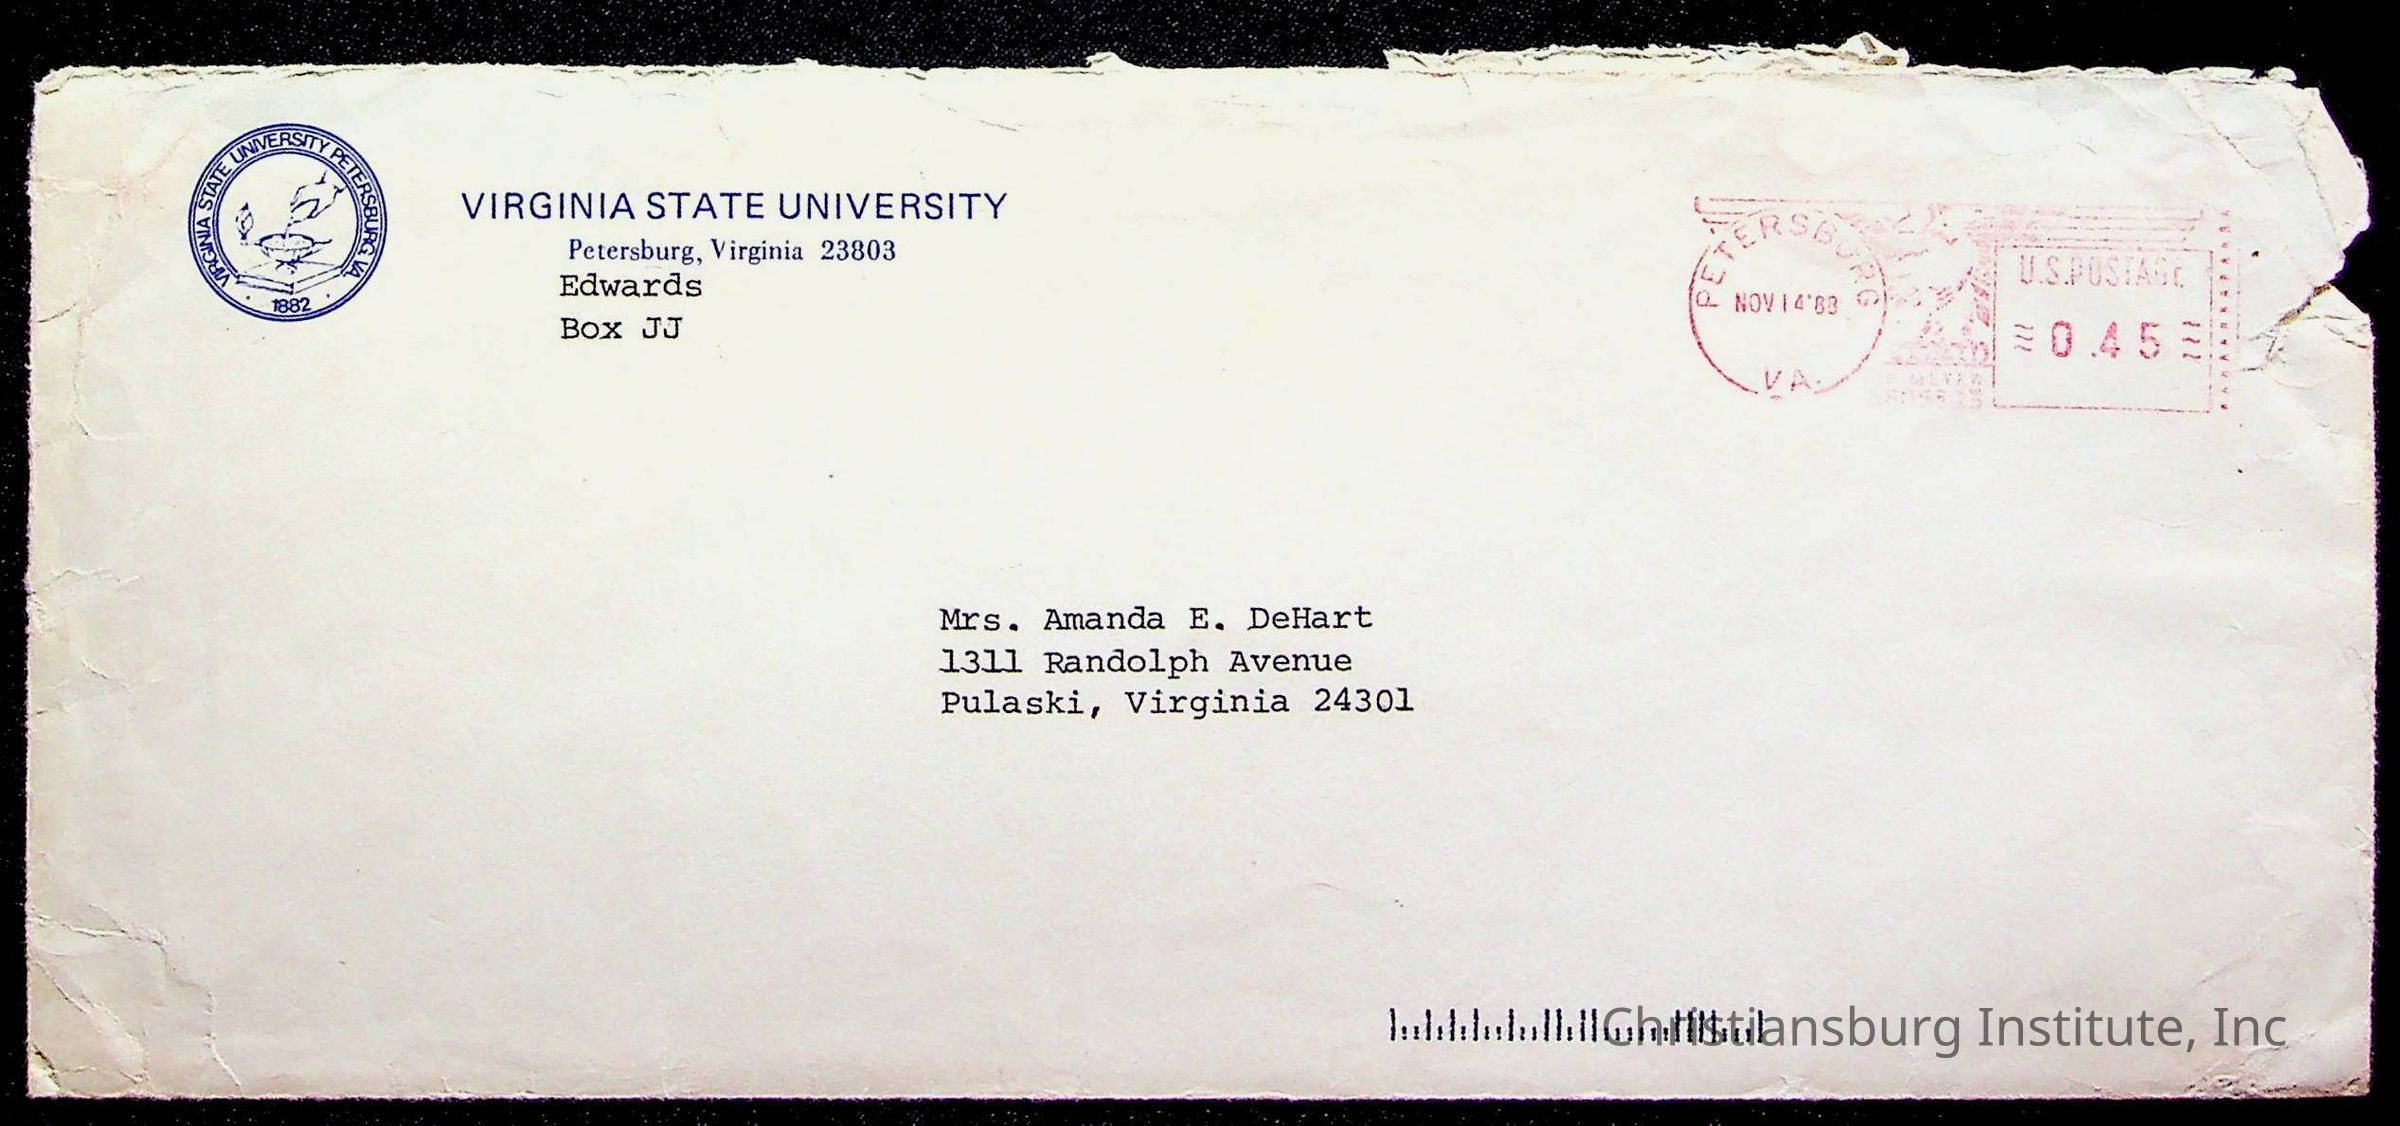 VIRGINIA STATE UNIVERSITY PETERSBURG, VA.
1882
VIRGINIA STATE UNIVERSITY
Petersburg, Virginia 23803
Edwards
Box JJ
PETERSBURG
NOV 14 '88
VA.
U.S. POSTAGE
0.45
Mrs. Amanda E. DeHart
1311 Randolph Avenue
Pulaski, Virginia 24301
Christiansburg Institute, Inc